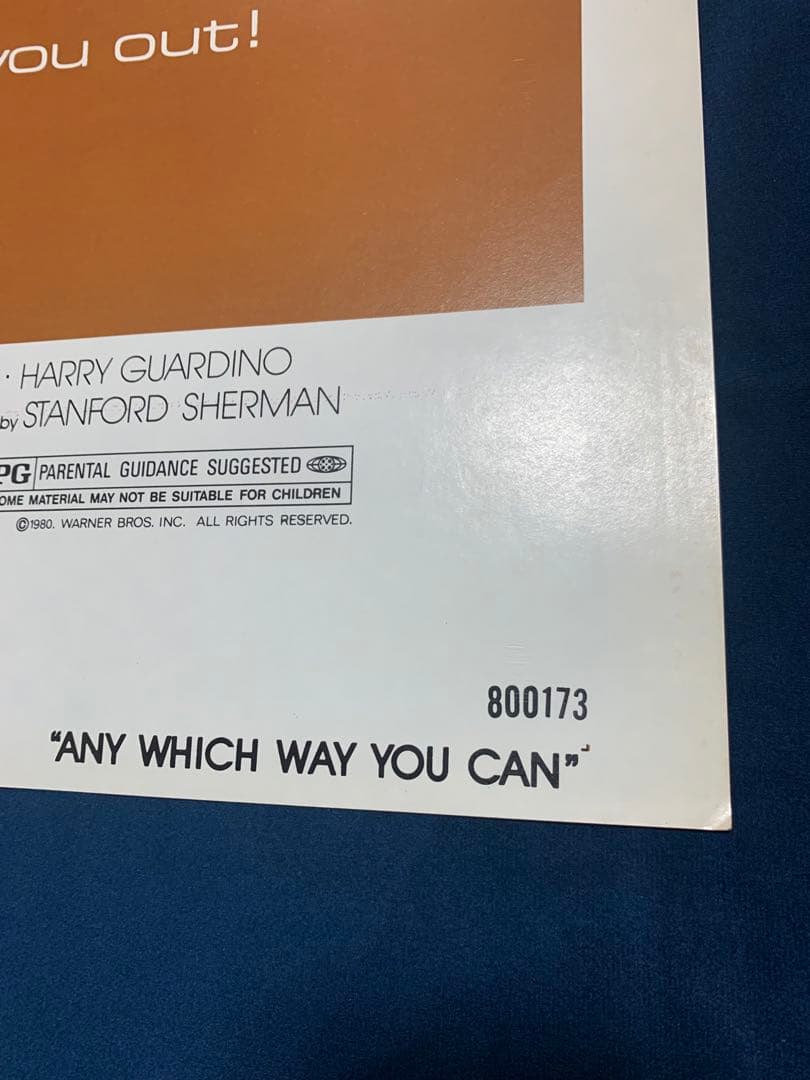 you out!
· HARRY GUARDINO
by STANFORD SHERMAN
PG PARENTAL GUIDANCE SUGGESTED
OME MATERIAL MAY NOT BE SUITABLE FOR CHILDREN
©1980. WARNER BROS. INC. ALL RIGHTS RESERVED.
800173
"ANY WHICH WAY YOU CAN"